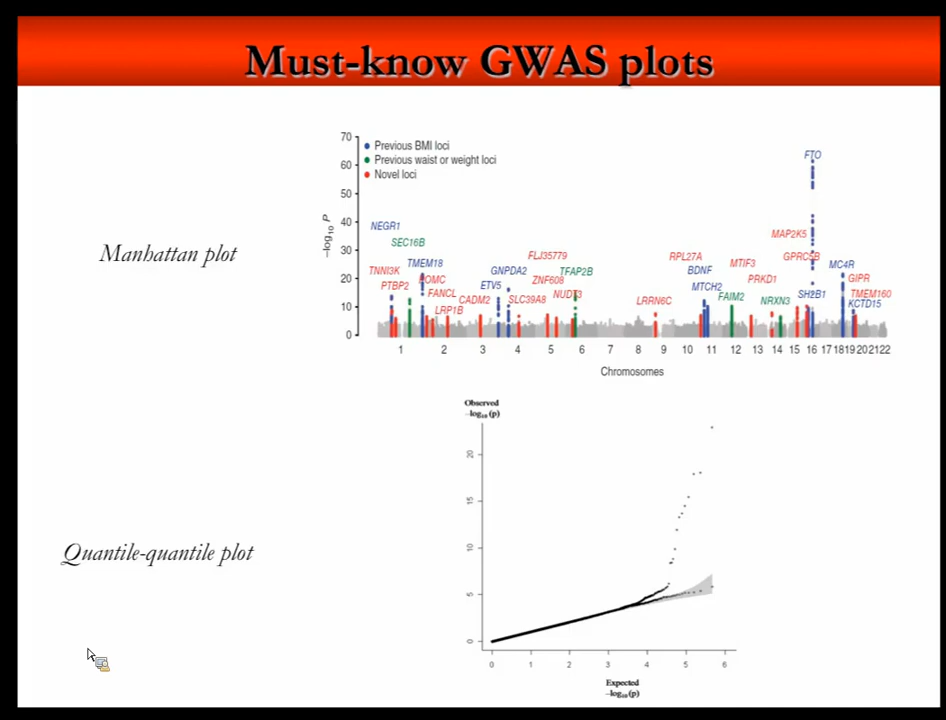 Must-know GWAS plots
Manhattan plot
–log10 P
70
60
50
40
30
20
10
0
Previous BMI loci
Previous waist or weight loci
Novel loci
NEGR1
SEC16B
TNNI3K
PTBP2
TMEM18
POMC
FANCL
LRP1B
CADM2
ETV5
GNPDA2
SLC39A8
FLJ35779
ZNF608
TFAP2B
NUDT3
LRRN6C
RPL27A
BDNF
MTCH2
MTIF3
FAIM2
PRKD1
NRXN3
MAP2K5
FTO
GPRC5B
SH2B1
MC4R
GIPR
TMEM160
KCTD15
1 2 3 4 5 6 7 8 9 10 11 12 13 14 15 16 17 18 19 20 21 22
Chromosomes
Quantile-quantile plot
Observed
–log10 (p)
20
15
10
5
0
0 1 2 3 4 5 6
Expected
–log10 (p)